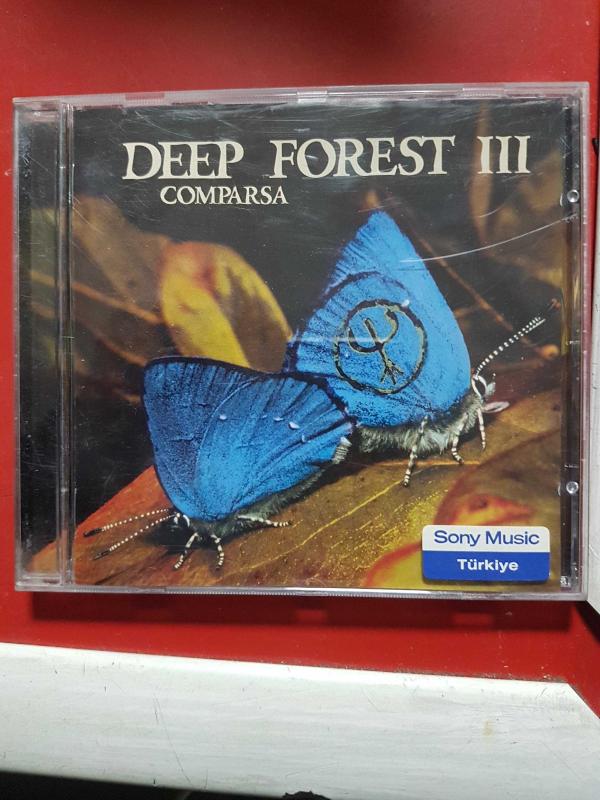 DEEP FOREST III
COMPARSA
Sony Music
Türkiye